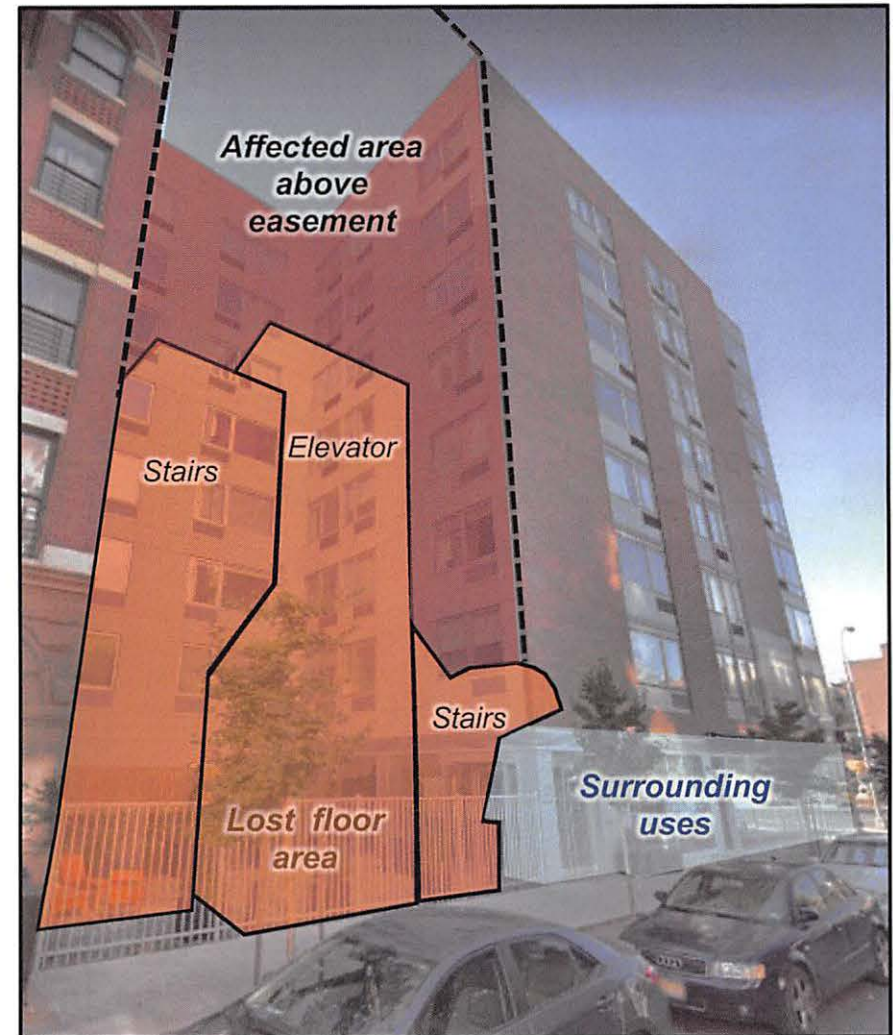 Affected area
above
easement
Stairs
Elevator
Stairs
Lost floor
area
Surrounding
uses